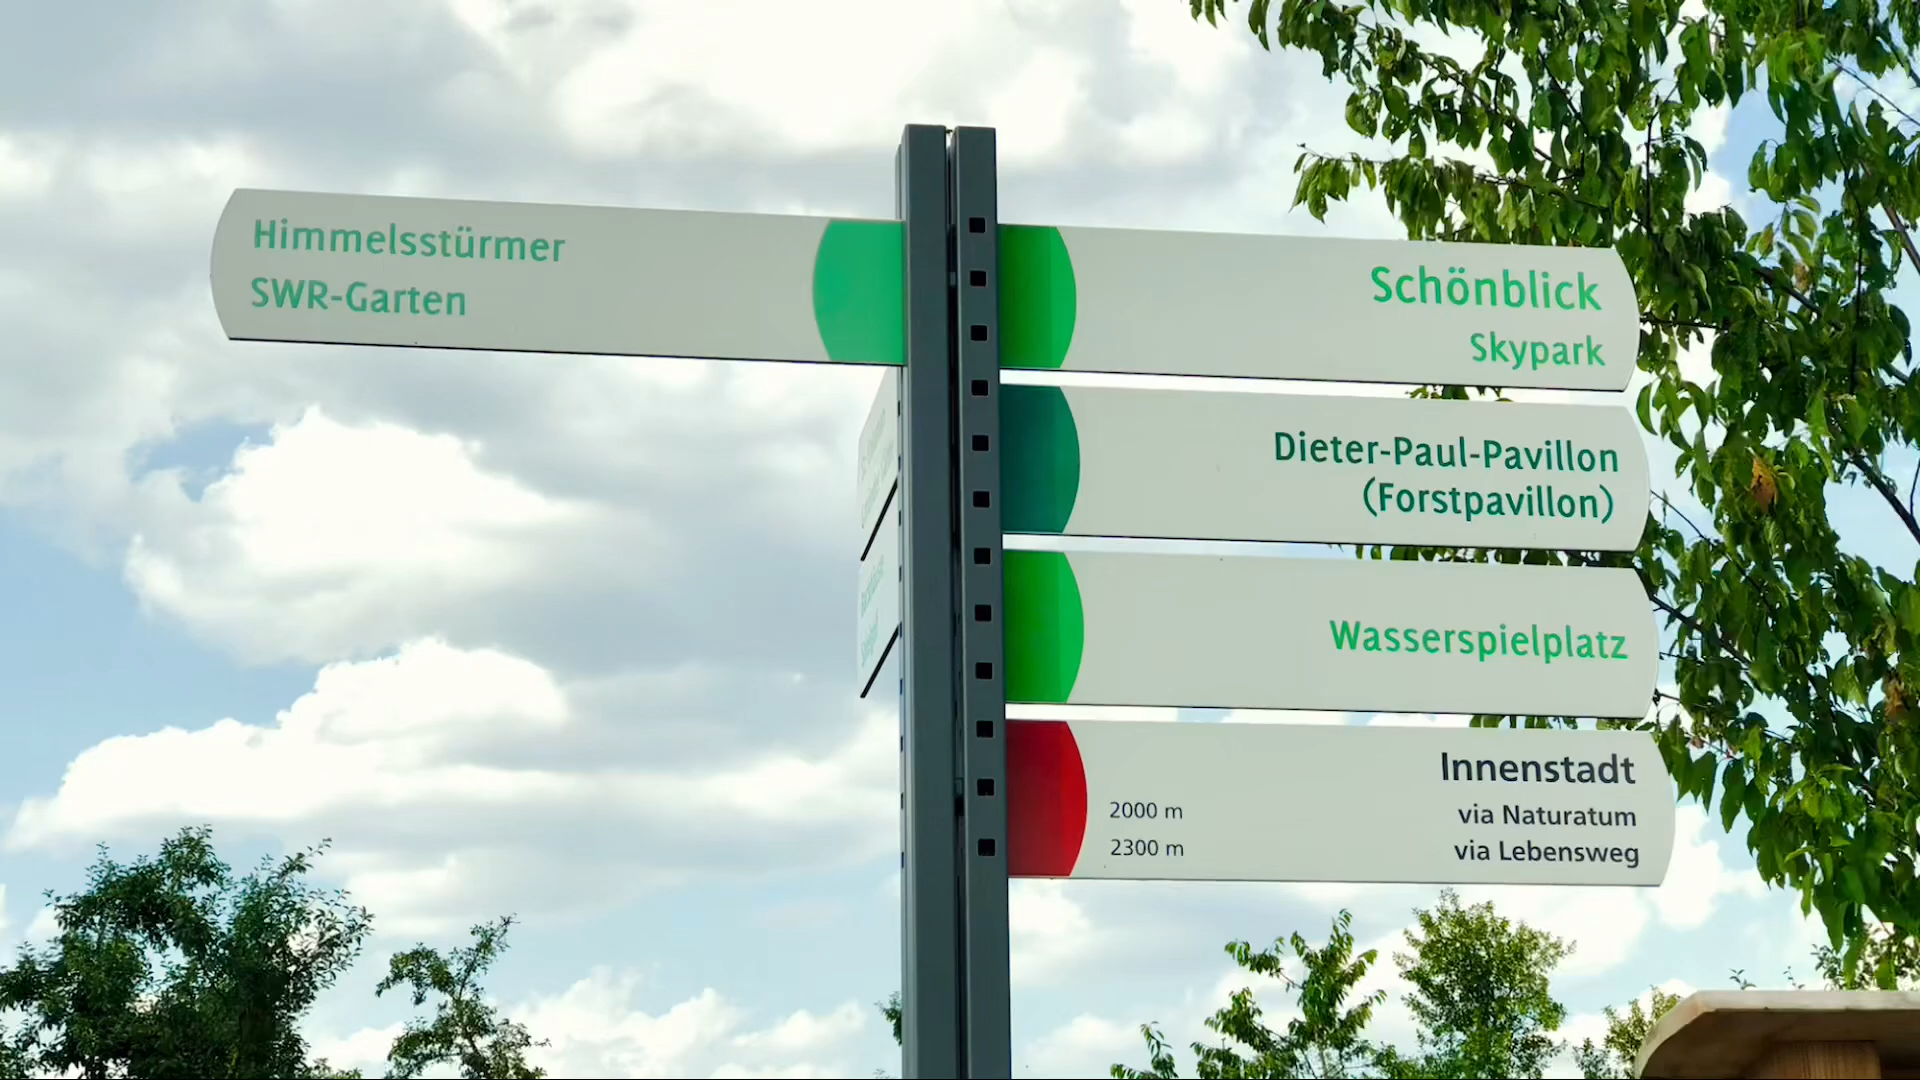 Himmelsstürmer
SWR-Garten
Schönblick
Skypark
Dieter-Paul-Pavillon
(Forstpavillon)
Wasserspielplatz
Innenstadt
2000 m via Naturatum
2300 m via Lebensweg